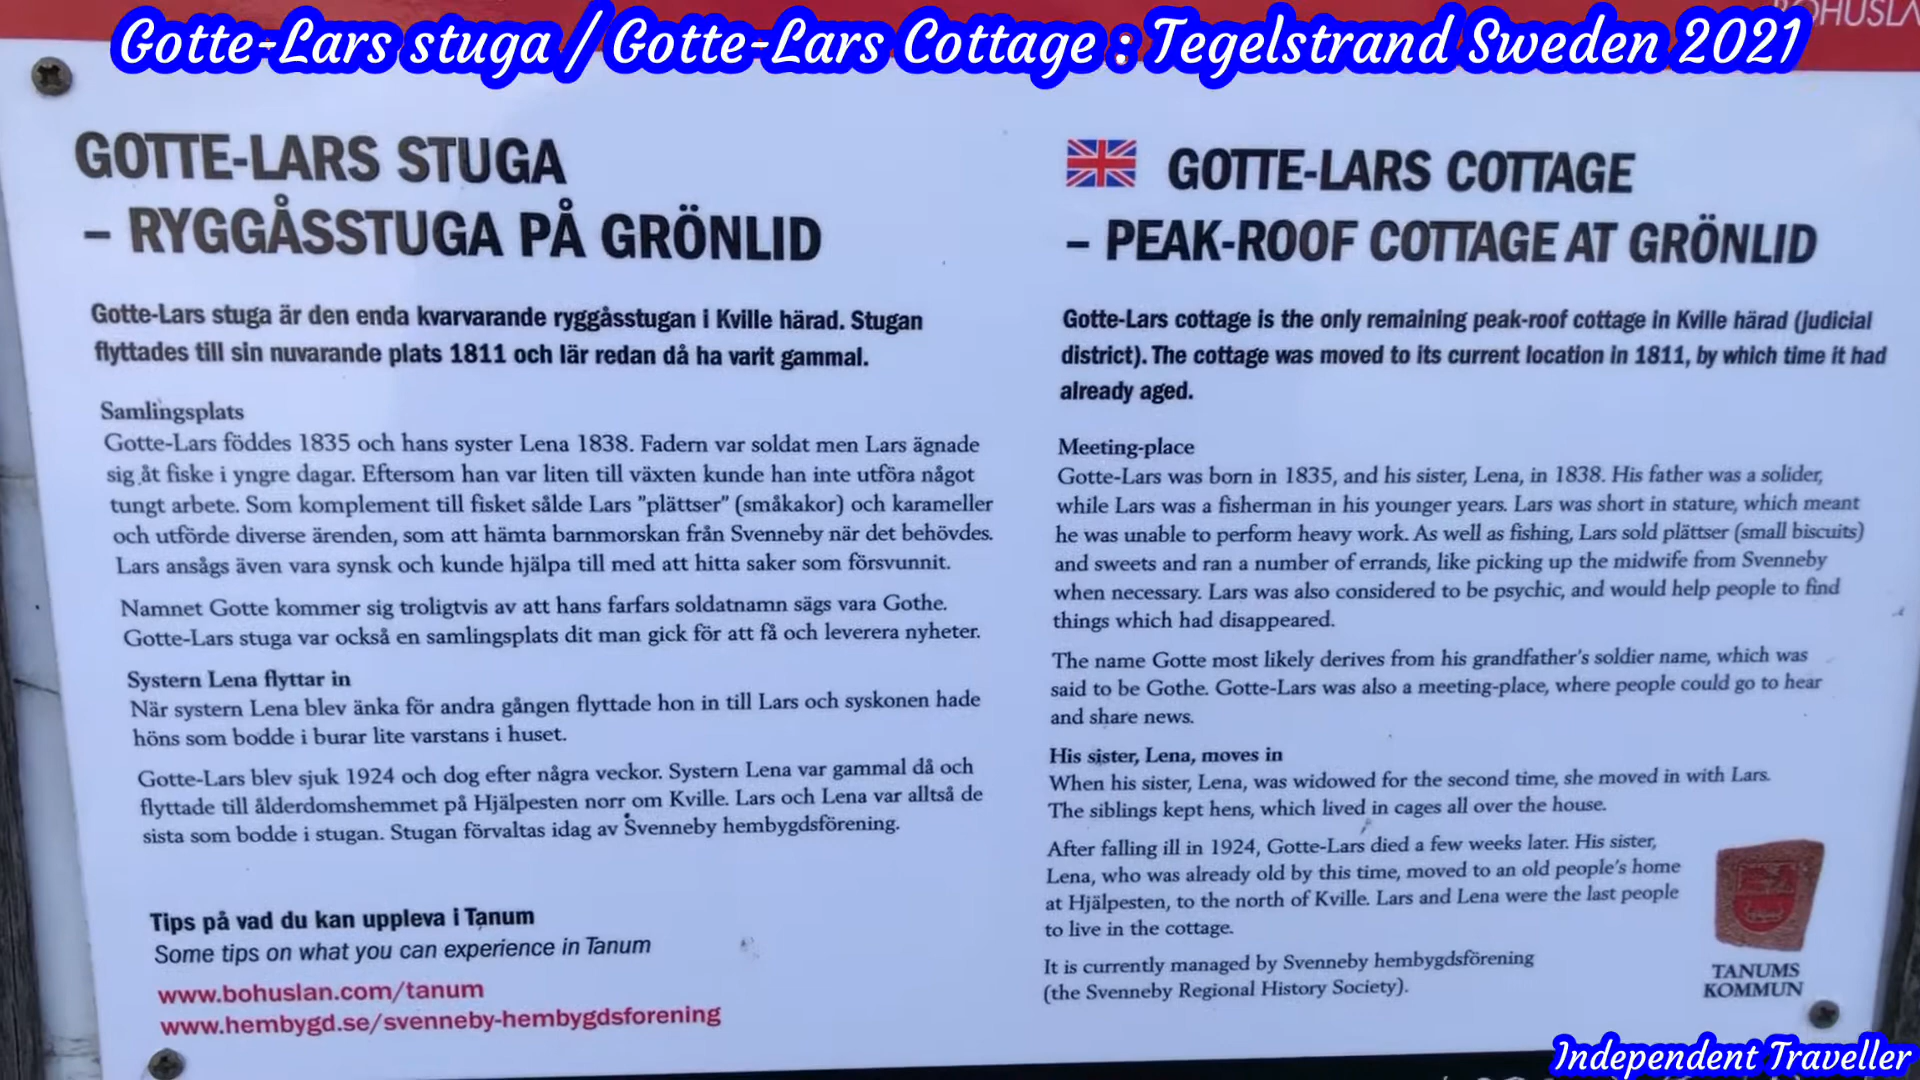 BOHUSLÄ
Gotte-Lars stuga / Gotte-Lars Cottage : Tegelstrand Sweden 2021
GOTTE-LARS STUGA
– RYGGÅSSTUGA PÅ GRÖNLID
Gotte-Lars stuga är den enda kvarvarande ryggåsstugan i Kville härad. Stugan
flyttades till sin nuvarande plats 1811 och lär redan då ha varit gammal.
Samlingsplats
Gotte-Lars föddes 1835 och hans syster Lena 1838. Fadern var soldat men Lars ägnade
sig åt fiske i yngre dagar. Eftersom han var liten till växten kunde han inte utföra något
tungt arbete. Som komplement till fisket sålde Lars "plättser" (småkakor) och karameller
och utförde diverse ärenden, som att hämta barnmorskan från Svenneby när det behövdes.
Lars ansågs även vara synsk och kunde hjälpa till med att hitta saker som försvunnit.
Namnet Gotte kommer sig troligtvis av att hans farfars soldatnamn sägs vara Gothe.
Gotte-Lars stuga var också en samlingsplats dit man gick för att få och leverera nyheter.
Systern Lena flyttar in
När systern Lena blev änka för andra gången flyttade hon in till Lars och syskonen hade
höns som bodde i burar lite varstans i huset.
Gotte-Lars blev sjuk 1924 och dog efter några veckor. Systern Lena var gammal då och
flyttade till ålderdomshemmet på Hjälpesten norr om Kville. Lars och Lena var alltså de
sista som bodde i stugan. Stugan förvaltas idag av Svenneby hembygdsförening.
Tips på vad du kan uppleva i Tanum
Some tips on what you can experience in Tanum
www.bohuslan.com/tanum
www.hembygd.se/svenneby-hembygdsforening
GOTTE-LARS COTTAGE
– PEAK-ROOF COTTAGE AT GRÖNLID
Gotte-Lars cottage is the only remaining peak-roof cottage in Kville härad (judicial
district). The cottage was moved to its current location in 1811, by which time it had
already aged.
Meeting-place
Gotte-Lars was born in 1835, and his sister, Lena, in 1838. His father was a solider,
while Lars was a fisherman in his younger years. Lars was short in stature, which meant
he was unable to perform heavy work. As well as fishing, Lars sold plättser (small biscuits)
and sweets and ran a number of errands, like picking up the midwife from Svenneby
when necessary. Lars was also considered to be psychic, and would help people to find
things which had disappeared.
The name Gotte most likely derives from his grandfather's soldier name, which was
said to be Gothe. Gotte-Lars was also a meeting-place, where people could go to hear
and share news.
His sister, Lena, moves in
When his sister, Lena, was widowed for the second time, she moved in with Lars.
The siblings kept hens, which lived in cages all over the house.
After falling ill in 1924, Gotte-Lars died a few weeks later. His sister,
Lena, who was already old by this time, moved to an old people's home
at Hjälpesten, to the north of Kville. Lars and Lena were the last people
to live in the cottage.
It is currently managed by Svenneby hembygdsförening
(the Svenneby Regional History Society).
TANUMS
KOMMUN
Independent Traveller